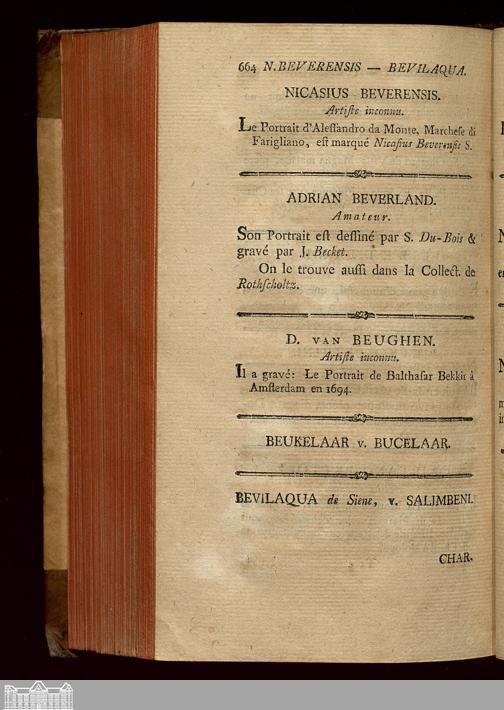 664 N. BEVERENSIS — BEVILAQUA.
NICASIUS BEVERENSIS.
Artiſte inconnu.
Le Portrait d'Aleſſandro da Monte, Marcheſe di
Farigliano, eſt marqué Nicaſius Beverenſis S.
ADRIAN BEVERLAND.
Amateur.
Son Portrait eſt deſſiné par S. Du-Bois &
gravé par J. Becket.
On le trouve auſſi dans la Collect. de
Rothſcholtz.
D. VAN BEUGHEN.
Artiſte inconnu.
Il a gravé: Le Portrait de Balthaſar Bekkir à
Amſterdam en 1694.
BEUKELAAR v. BUCELAAR.
BEVILAQUA de Siene, v. SALIMBENI.
CHAR-